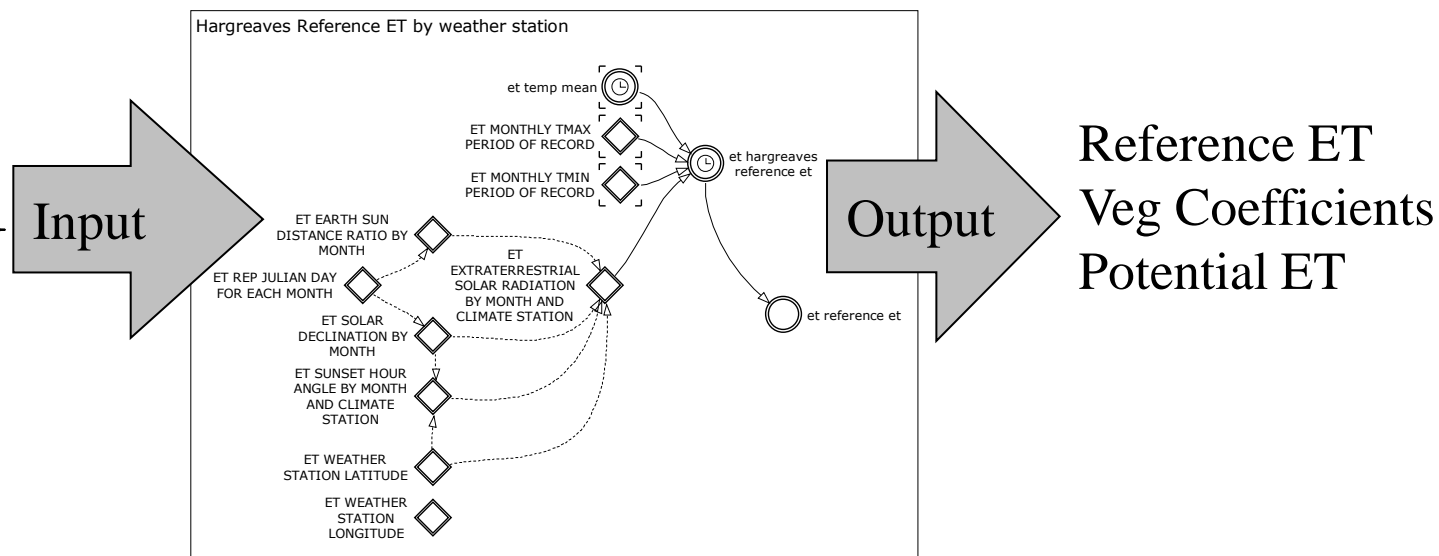 Hargreaves Reference ET by weather station
et temp mean
ET MONTHLY TMAX
PERIOD OF RECORD
ET MONTHLY TMIN
PERIOD OF RECORD
et hargreaves
reference et
Input
ET EARTH SUN
DISTANCE RATIO BY
MONTH
ET REP JULIAN DAY
FOR EACH MONTH
ET
EXTRATERRESTRIAL
SOLAR RADIATION
BY MONTH AND
CLIMATE STATION
ET SOLAR
DECLINATION BY
MONTH
ET SUNSET HOUR
ANGLE BY MONTH
AND CLIMATE
STATION
ET WEATHER
STATION LATITUDE
ET WEATHER
STATION
LONGITUDE
et reference et
Output
Reference ET
Veg Coefficients
Potential ET